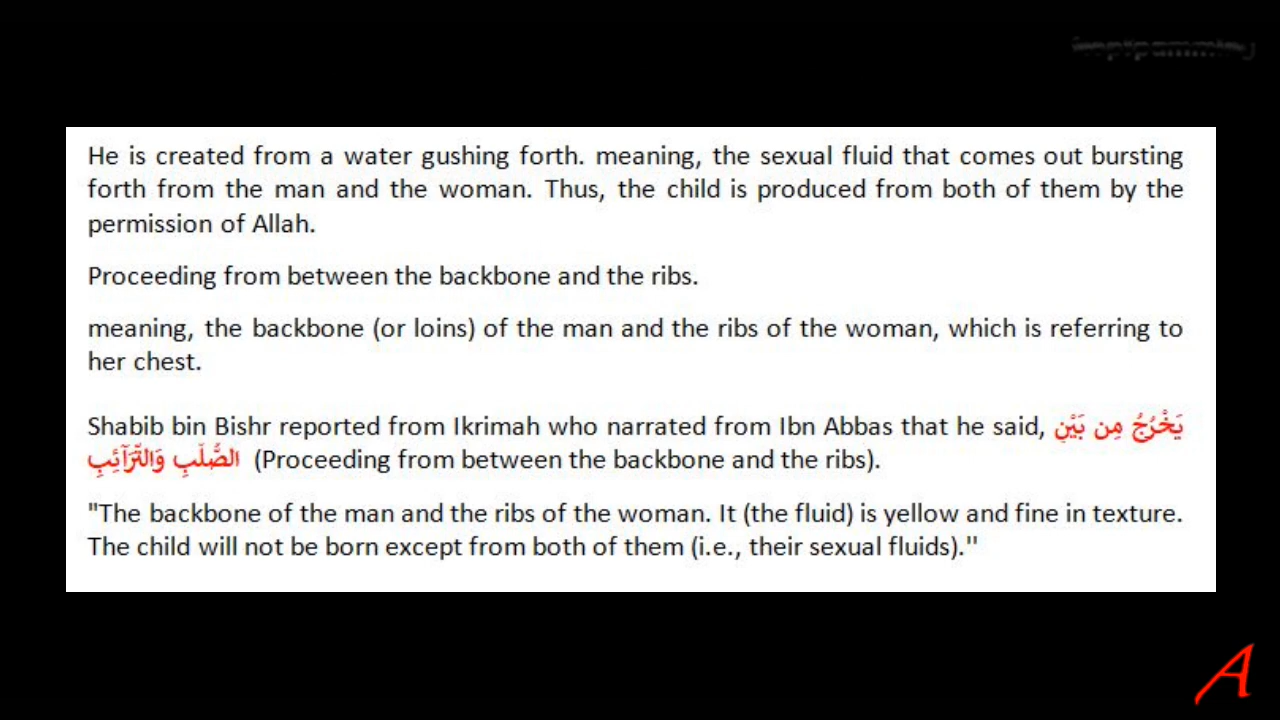 He is created from a water gushing forth. meaning, the sexual fluid that comes out bursting
forth from the man and the woman. Thus, the child is produced from both of them by the
permission of Allah.
Proceeding from between the backbone and the ribs.
meaning, the backbone (or loins) of the man and the ribs of the woman, which is referring to
her chest.
Shabib bin Bishr reported from Ikrimah who narrated from Ibn Abbas that he said, يَخْرُجُ مِن بَيْنِ
الصُّلْبِ وَالتَّرَآئِبِ (Proceeding from between the backbone and the ribs).
"The backbone of the man and the ribs of the woman. It (the fluid) is yellow and fine in texture.
The child will not be born except from both of them (i.e., their sexual fluids)."
A